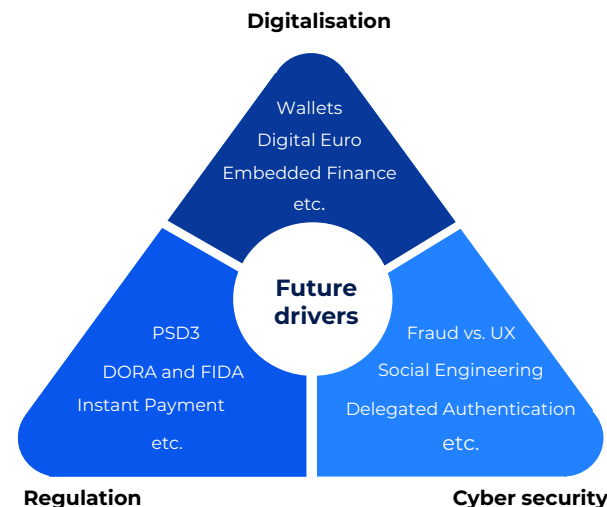 Digitalisation
Wallets
Digital Euro
Embedded Finance
etc.
Future
drivers
PSD3
DORA and FIDA
Instant Payment
etc.
Fraud vs. UX
Social Engineering
Delegated Authentication
etc.
Regulation
Cyber security